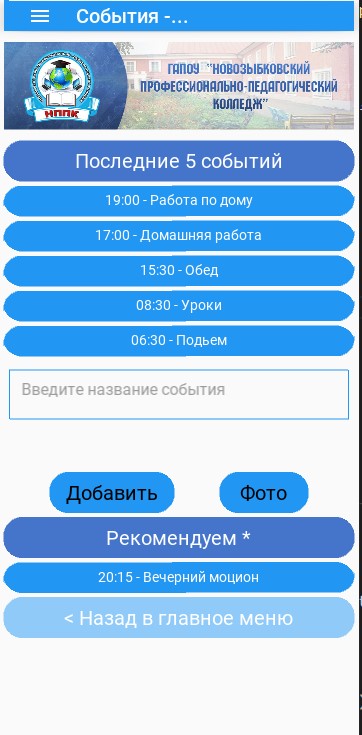 События -...
ГАПОУ "НОВОЗЫБКОВСКИЙ
ПРОФЕССИОНАЛЬНО-ПЕДАГОГИЧЕСКИЙ
КОЛЛЕДЖ"
НППК
Последние 5 событий
19:00 - Работа по дому
17:00 - Домашняя работа
15:30 - Обед
08:30 - Уроки
06:30 - Подьем
Введите название события
Добавить
Фото
Рекомендуем *
20:15 - Вечерний моцион
< Назад в главное меню